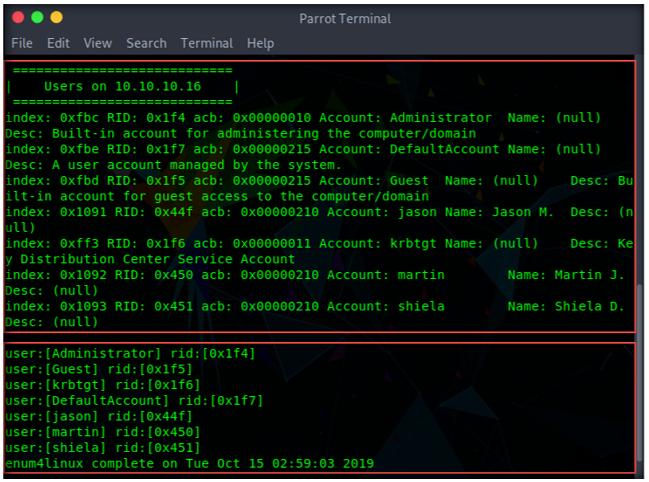 Parrot Terminal
File Edit View Search Terminal Help
=============================
| Users on 10.10.10.16 |
=============================
index: 0xfbc RID: 0x1f4 acb: 0x00000010 Account: Administrator Name: (null)
Desc: Built-in account for administering the computer/domain
index: 0xfbe RID: 0x1f7 acb: 0x00000215 Account: DefaultAccount Name: (null)
Desc: A user account managed by the system.
index: 0xfbd RID: 0x1f5 acb: 0x00000215 Account: Guest Name: (null) Desc: Bu
ilt-in account for guest access to the computer/domain
index: 0x1091 RID: 0x44f acb: 0x00000210 Account: jason Name: Jason M. Desc: (n
ull)
index: 0xff3 RID: 0x1f6 acb: 0x00000011 Account: krbtgt Name: (null) Desc: Ke
y Distribution Center Service Account
index: 0x1092 RID: 0x450 acb: 0x00000210 Account: martin Name: Martin J.
Desc: (null)
index: 0x1093 RID: 0x451 acb: 0x00000210 Account: shiela Name: Shiela D.
Desc: (null)
user:[Administrator] rid:[0x1f4]
user:[Guest] rid:[0x1f5]
user:[krbtgt] rid:[0x1f6]
user:[DefaultAccount] rid:[0x1f7]
user:[jason] rid:[0x44f]
user:[martin] rid:[0x450]
user:[shiela] rid:[0x451]
enum4linux complete on Tue Oct 15 02:59:03 2019